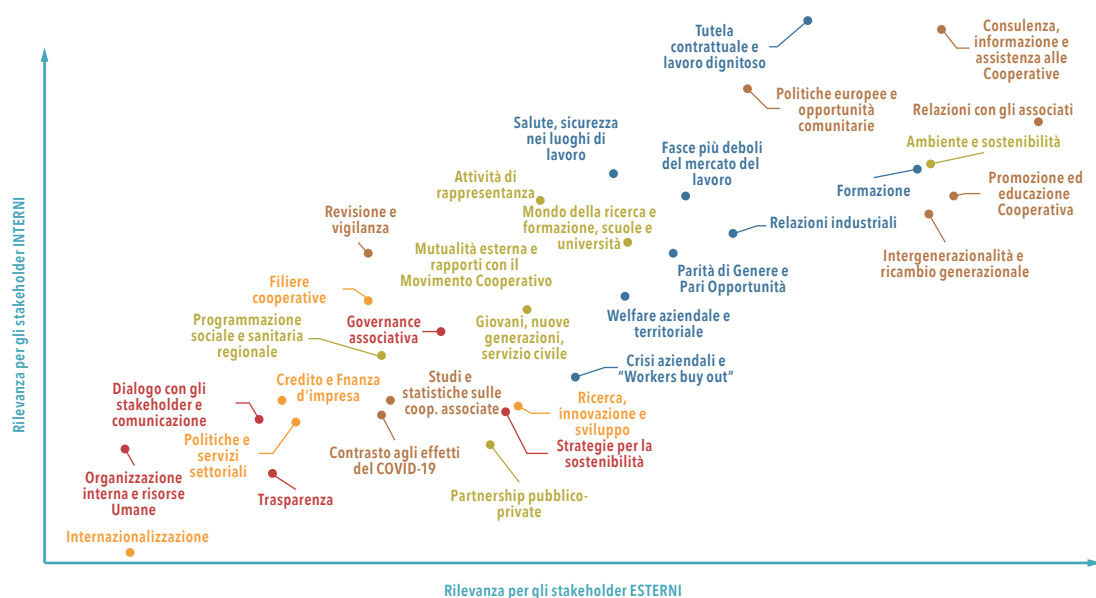 Tutela
contrattuale e
lavoro dignitoso
Consulenza,
informazione e
assistenza alle
Cooperative
Politiche europee e
opportunità
comunitarie
Relazioni con gli associati
Salute, sicurezza
nei luoghi di
lavoro
Fasce più deboli
del mercato del
lavoro
Ambiente e sostenibilità
Formazione
Promozione ed
educazione
Cooperativa
Attività di
rappresentanza
Revisione e
vigilanza
Mondo della ricerca e
formazione, scuole e
università
Relazioni industriali
Intergenerazionalità e
ricambio generazionale
Mutualità esterna e
rapporti con il
Movimento Cooperativo
Parità di Genere e
Pari Opportunità
Filiere
cooperative
Programmazione
sociale e sanitaria
regionale
Governance
associativa
Giovani, nuove
generazioni,
servizio civile
Welfare aziendale e
territoriale
Crisi aziendali e
“Workers buy out”
Dialogo con gli
stakeholder e
comunicazione
Credito e Fnanza
d’impresa
Studi e
statistiche sulle
coop. associate
Ricerca,
innovazione e
sviluppo
Politiche e
servizi
settoriali
Contrasto agli effetti
del COVID-19
Strategie per la
sostenibilità
Organizzazione
interna e risorse
Umane
Trasparenza
Partnership pubblico-
private
Internazionalizzazione
Rilevanza per gli stakeholder INTERNI
Rilevanza per gli stakeholder ESTERNI